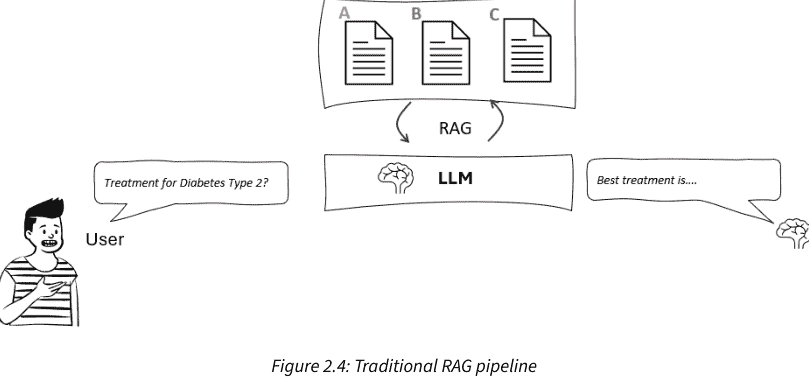 A B C
RAG
Treatment for Diabetes Type 2?
LLM
Best treatment is....
User
Figure 2.4: Traditional RAG pipeline